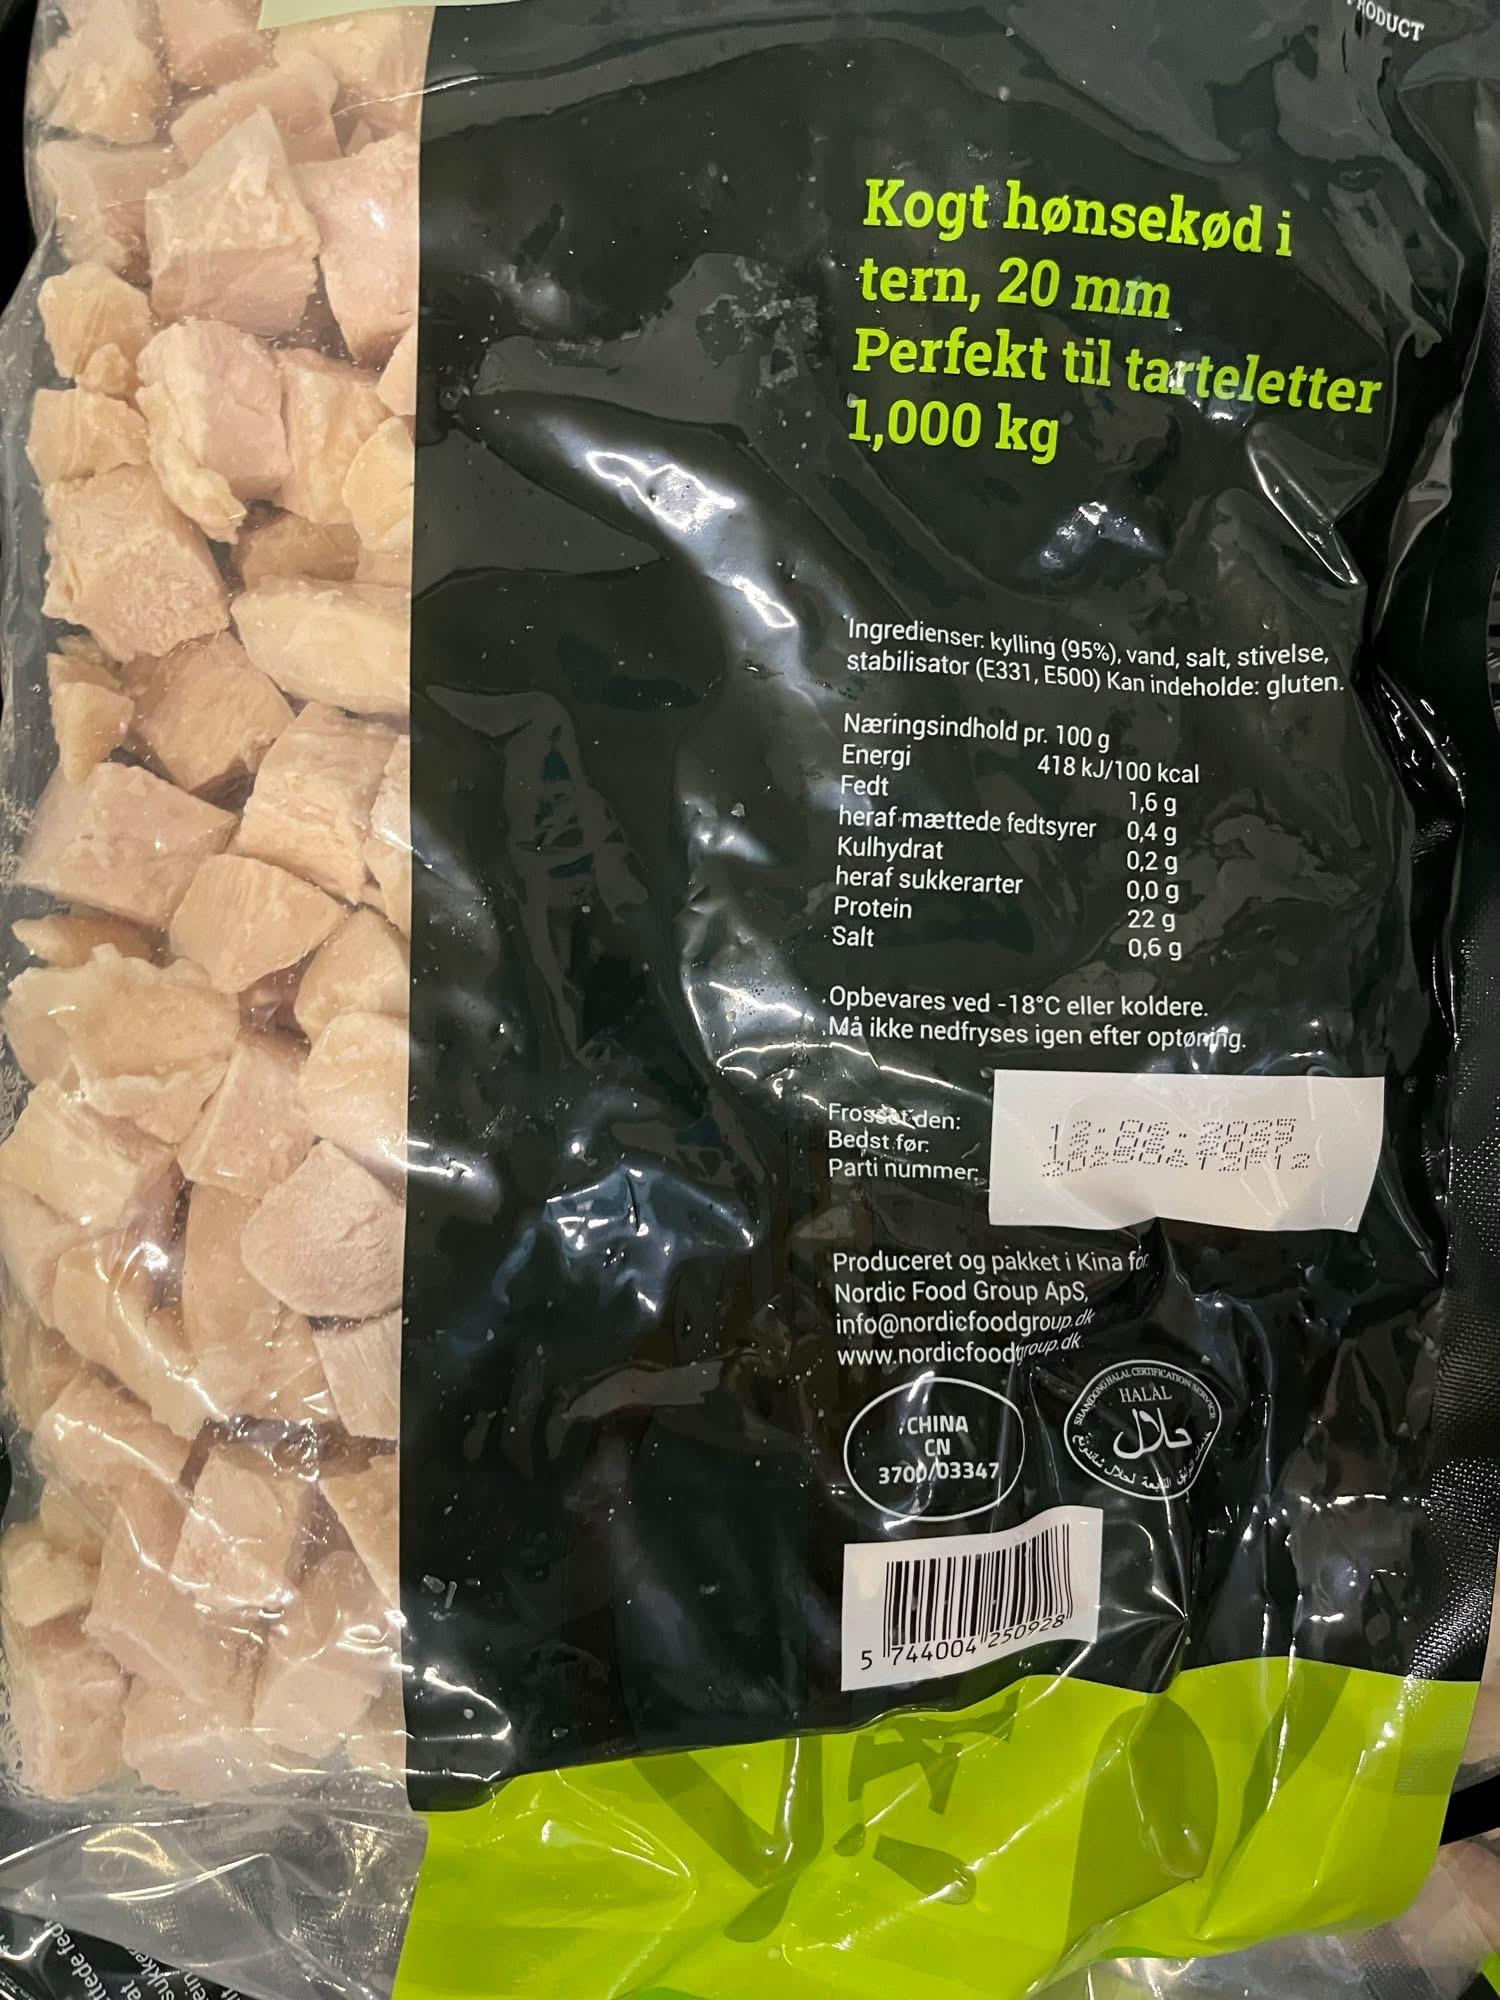 Kogt hønsekød i
tern, 20 mm
Perfekt til tarteletter
1,000 kg
Ingredienser: kylling (95%), vand, salt, stivelse,
stabilisator (E331, E500) Kan indeholde: gluten.
Næringsindhold pr. 100 g
Energi 418 kJ/100 kcal
Fedt 1,6 g
heraf mættede fedtsyrer 0,4 g
Kulhydrat 0,2 g
heraf sukkerarter 0,0 g
Protein 22 g
Salt 0,6 g
Opbevares ved -18°C eller koldere.
Må ikke nedfryses igen efter optøning.
Frosset den:
Bedst før:
Parti nummer:
Produceret og pakket i Kina for
Nordic Food Group ApS,
info@nordicfoodgroup.dk
www.nordicfoodgroup.dk
CHINA
CN
3700/03347
SHANDONG HALAL CERTIFICATION SERVICE
HALAL
حلال
5 744004 250928